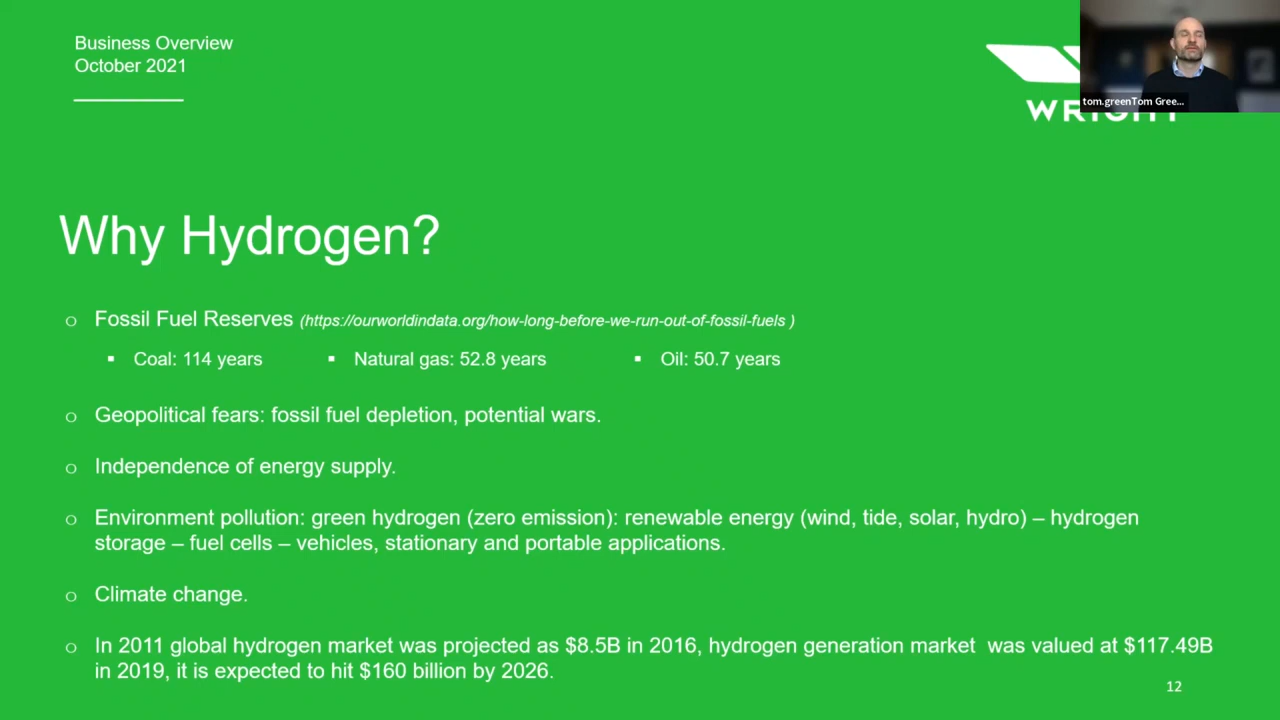 Business Overview
October 2021
tom.greenTom Gree...
WRIGHT
Why Hydrogen?
o Fossil Fuel Reserves (https://ourworldindata.org/how-long-before-we-run-out-of-fossil-fuels )
▪ Coal: 114 years ▪ Natural gas: 52.8 years ▪ Oil: 50.7 years
o Geopolitical fears: fossil fuel depletion, potential wars.
o Independence of energy supply.
o Environment pollution: green hydrogen (zero emission): renewable energy (wind, tide, solar, hydro) – hydrogen
storage – fuel cells – vehicles, stationary and portable applications.
o Climate change.
o In 2011 global hydrogen market was projected as $8.5B in 2016, hydrogen generation market was valued at $117.49B
in 2019, it is expected to hit $160 billion by 2026.
12